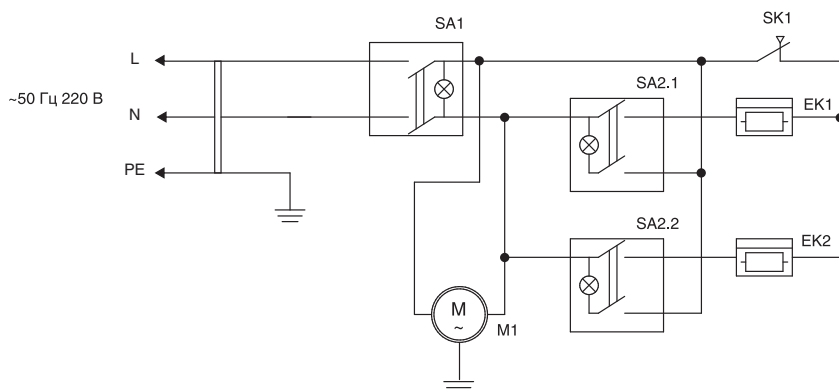 SA1
SK1
L
SA2.1
~50 Гц 220 В
EK1
N
PE
SA2.2
EK2
M
~
M1